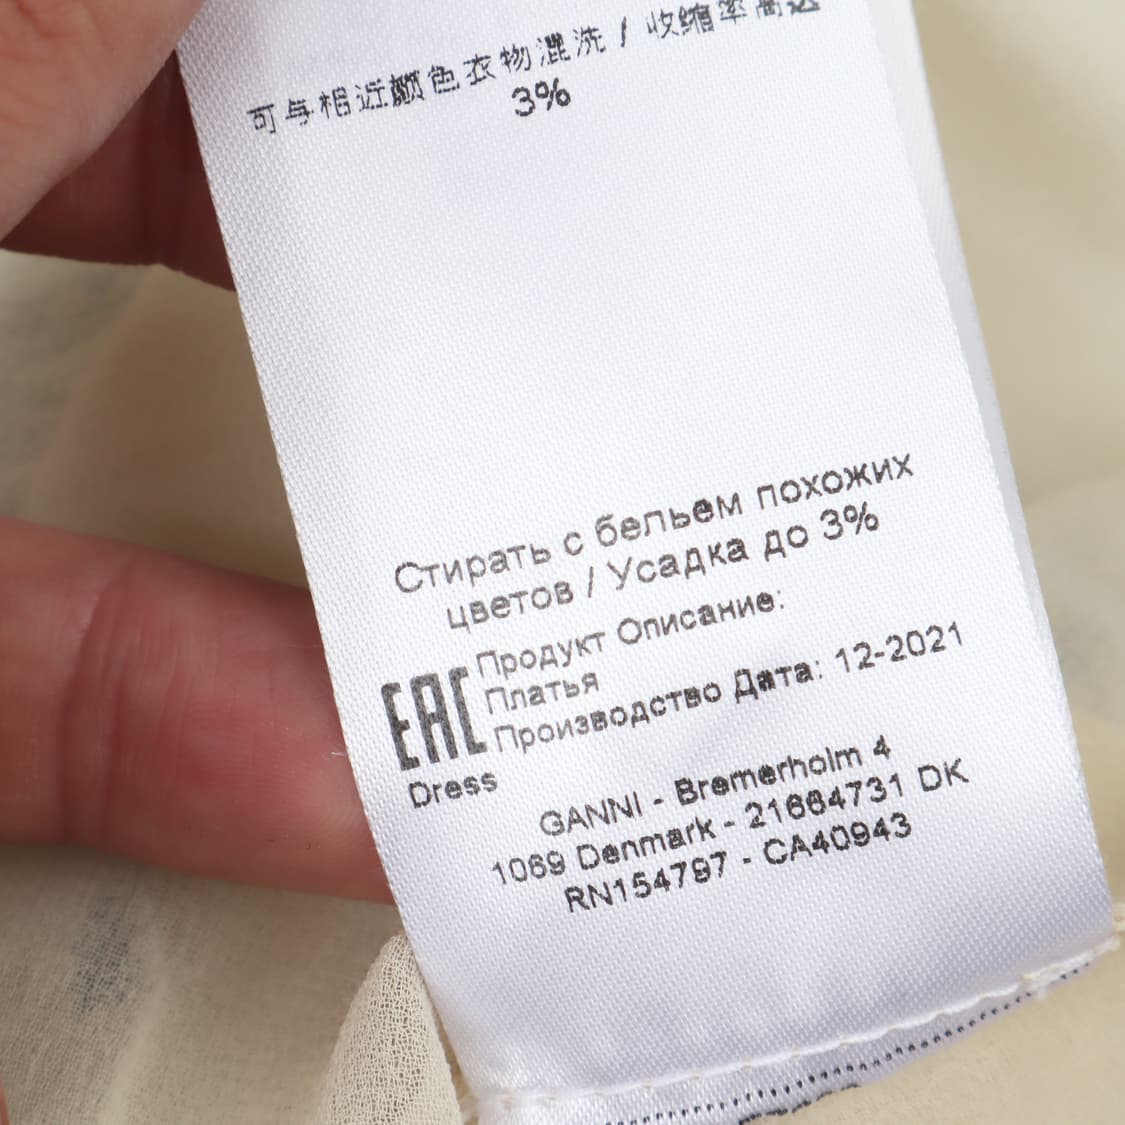 可与相近颜色衣物混洗 / 收缩率高达
3%
Стирать с бельем похожих
цветов / Усадка до 3%
Продукт Описание:
Платья
Производство Дата: 12-2021
EAC
Dress
GANNI - Bremerholm 4
1069 Denmark - 21664731 DK
RN154797 - CA40943